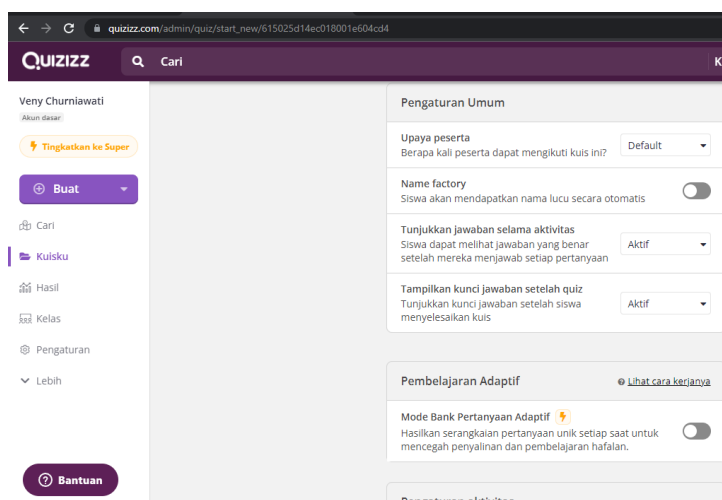 quizizz.com/admin/quiz/start_new/615025d14ec018001e604cd4
QUIZIZZ
Cari
K
Veny Churniawati
Akun dasar
Tingkatkan ke Super
Buat
Cari
Kuisku
Hasil
Kelas
Pengaturan
Lebih
Bantuan
Pengaturan Umum
Upaya peserta
Berapa kali peserta dapat mengikuti kuis ini?
Default
Name factory
Siswa akan mendapatkan nama lucu secara otomatis
Tunjukkan jawaban selama aktivitas
Siswa dapat melihat jawaban yang benar
setelah mereka menjawab setiap pertanyaan
Aktif
Tampilkan kunci jawaban setelah quiz
Tunjukkan kunci jawaban setelah siswa
menyelesaikan kuis
Aktif
Pembelajaran Adaptif
Lihat cara kerjanya
Mode Bank Pertanyaan Adaptif
Hasilkan serangkaian pertanyaan unik setiap saat untuk
mencegah penyalinan dan pembelajaran hafalan.
Pengaturan aktivitas